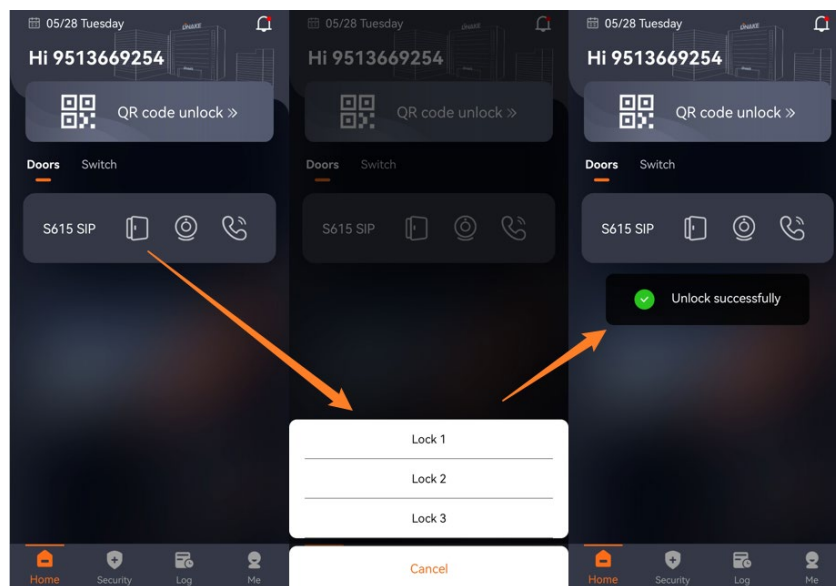 05/28 Tuesday
Hi 9513669254
QR code unlock »
Doors Switch
S615 SIP
Home Security Log Me
05/28 Tuesday
Hi 9513669254
QR code unlock »
Doors Switch
S615 SIP
Lock 1
Lock 2
Lock 3
Cancel
05/28 Tuesday
Hi 9513669254
QR code unlock »
Doors Switch
S615 SIP
Unlock successfully
Home Security Log Me